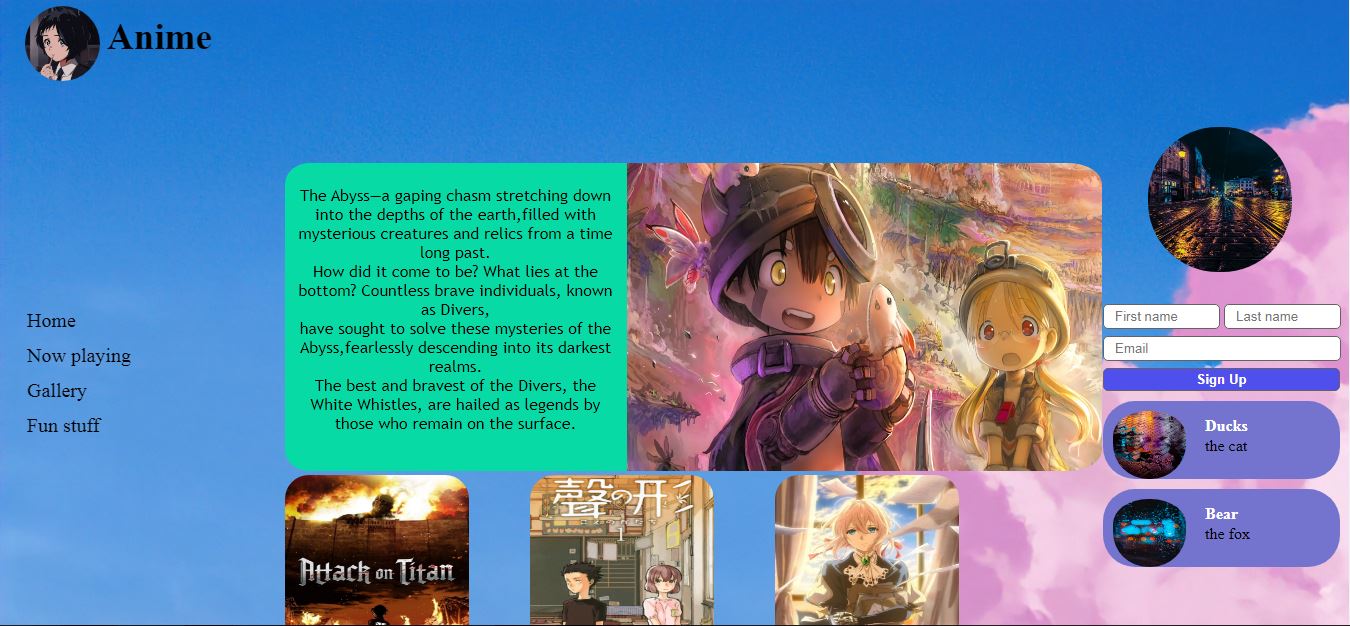 Anime
Home
Now playing
Gallery
Fun stuff
The Abyss—a gaping chasm stretching down
into the depths of the earth,filled with
mysterious creatures and relics from a time
long past.
How did it come to be? What lies at the
bottom? Countless brave individuals, known
as Divers,
have sought to solve these mysteries of the
Abyss,fearlessly descending into its darkest
realms.
The best and bravest of the Divers, the
White Whistles, are hailed as legends by
those who remain on the surface.
First name
Last name
Email
Sign Up
Ducks
the cat
Bear
the fox
Attack on Titan
聲の形
1